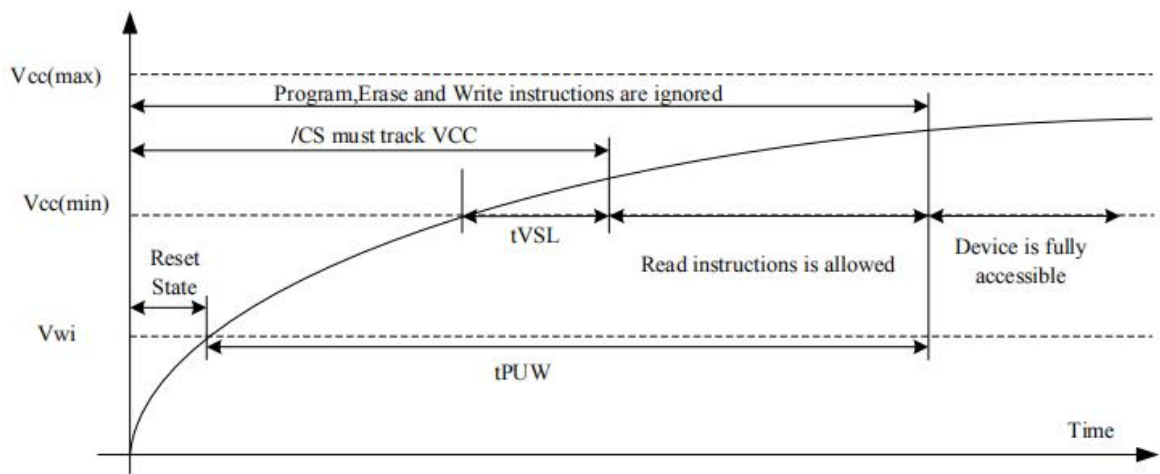 Vcc(max)
Program,Erase and Write instructions are ignored
/CS must track VCC
Vcc(min)
tVSL
Reset
State
Read instructions is allowed
Device is fully
accessible
Vwi
tPUW
Time